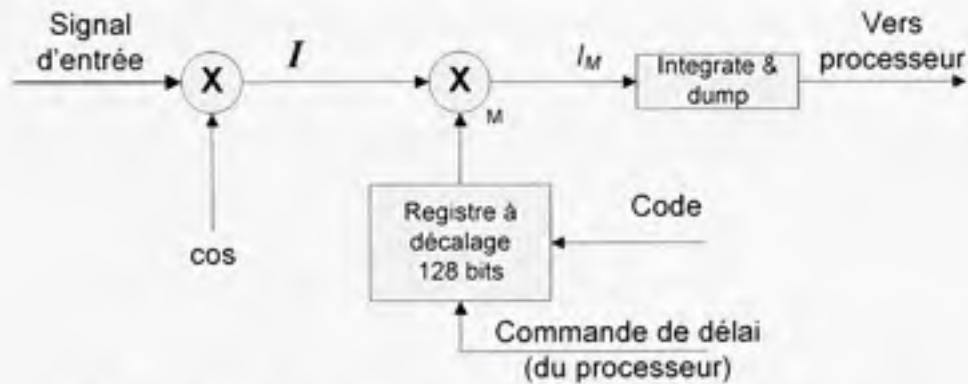 Signal
d'entrée
X
I
X
M
I_M
Integrate &
dump
Vers
processeur
cos
Registre à
décalage
128 bits
Code
Commande de délai
(du processeur)